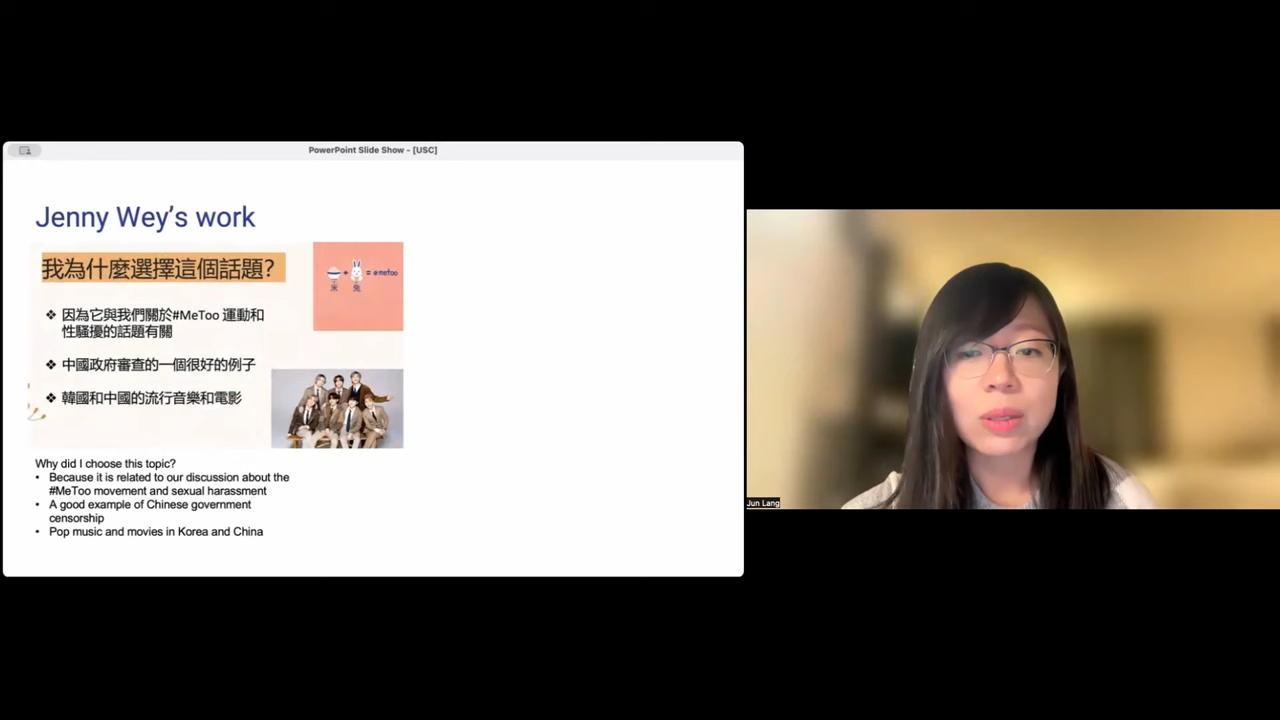 PowerPoint Slide Show - [USC]
Jenny Wey's work
我為什麼選擇這個話題?
❖ 因為它與我們關於#MeToo 運動和
性騷擾的話題有關
❖ 中國政府審查的一個很好的例子
❖ 韓國和中國的流行音樂和電影
+ = #metoo
米 兔
Why did I choose this topic?
• Because it is related to our discussion about the
#MeToo movement and sexual harassment
• A good example of Chinese government
censorship
• Pop music and movies in Korea and China
Jun Lang